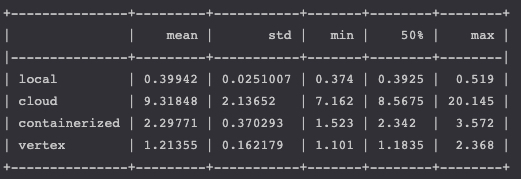 +---------------+---------+-----------+-------+--------+--------+
|               |    mean |       std |   min |    50% |    max |
|---------------+---------+-----------+-------+--------+--------|
| local         | 0.39942 | 0.0251007 | 0.374 | 0.3925 |  0.519 |
| cloud         | 9.31848 | 2.13652   | 7.162 | 8.5675 | 20.145 |
| containerized | 2.29771 | 0.370293  | 1.523 | 2.342  |  3.572 |
| vertex        | 1.21355 | 0.162179  | 1.101 | 1.1835 |  2.368 |
+---------------+---------+-----------+-------+--------+--------+